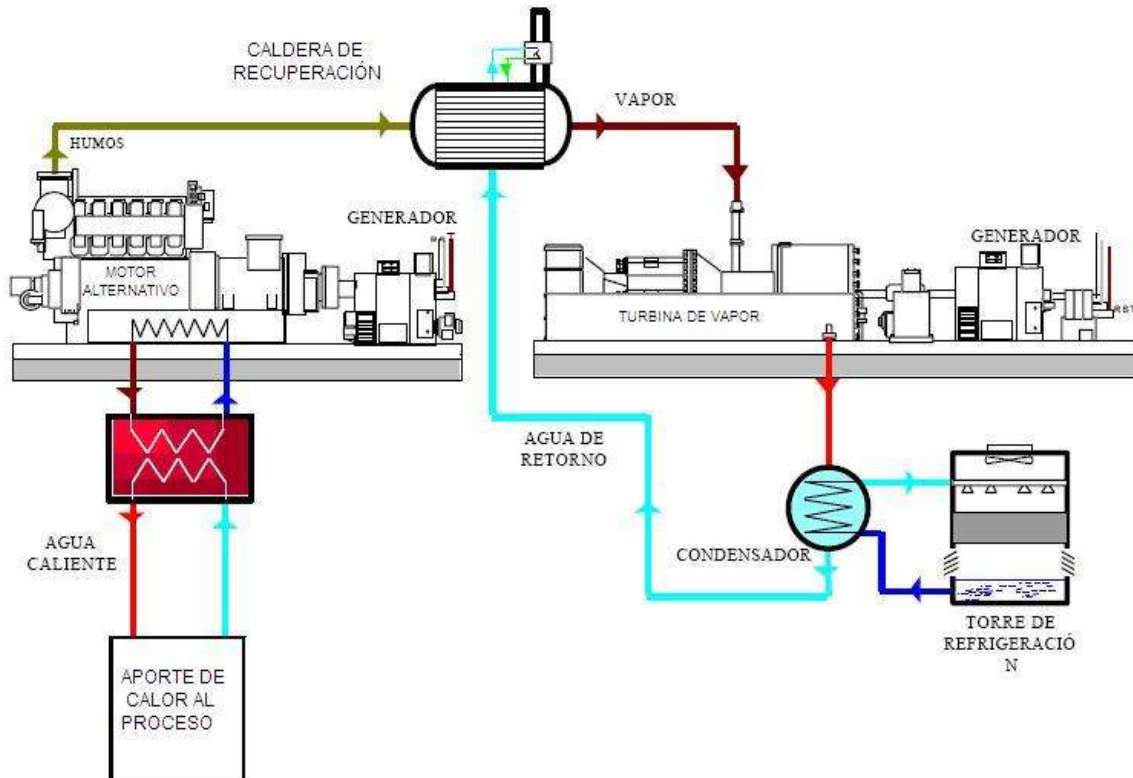 CALDERA DE
RECUPERACIÓN
VAPOR
HUMOS
GENERADOR
GENERADOR
MOTOR
ALTERNATIVO
TURBINA DE VAPOR
RBT
AGUA DE
RETORNO
AGUA
CALIENTE
CONDENSADOR
TORRE DE
REFRIGERACIÓ
N
APORTE DE
CALOR AL
PROCESO